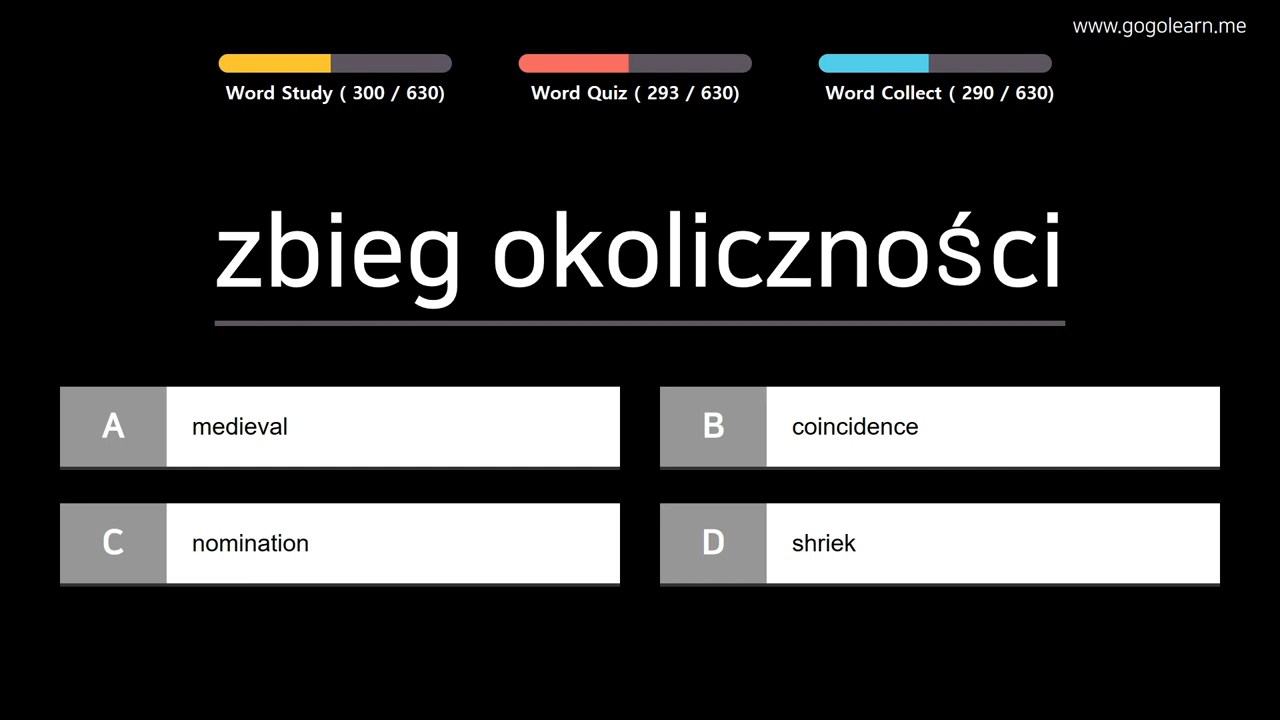 www.gogolearn.me
Word Study ( 300 / 630)
Word Quiz ( 293 / 630)
Word Collect ( 290 / 630)
zbieg okoliczności
A medieval
B coincidence
C nomination
D shriek